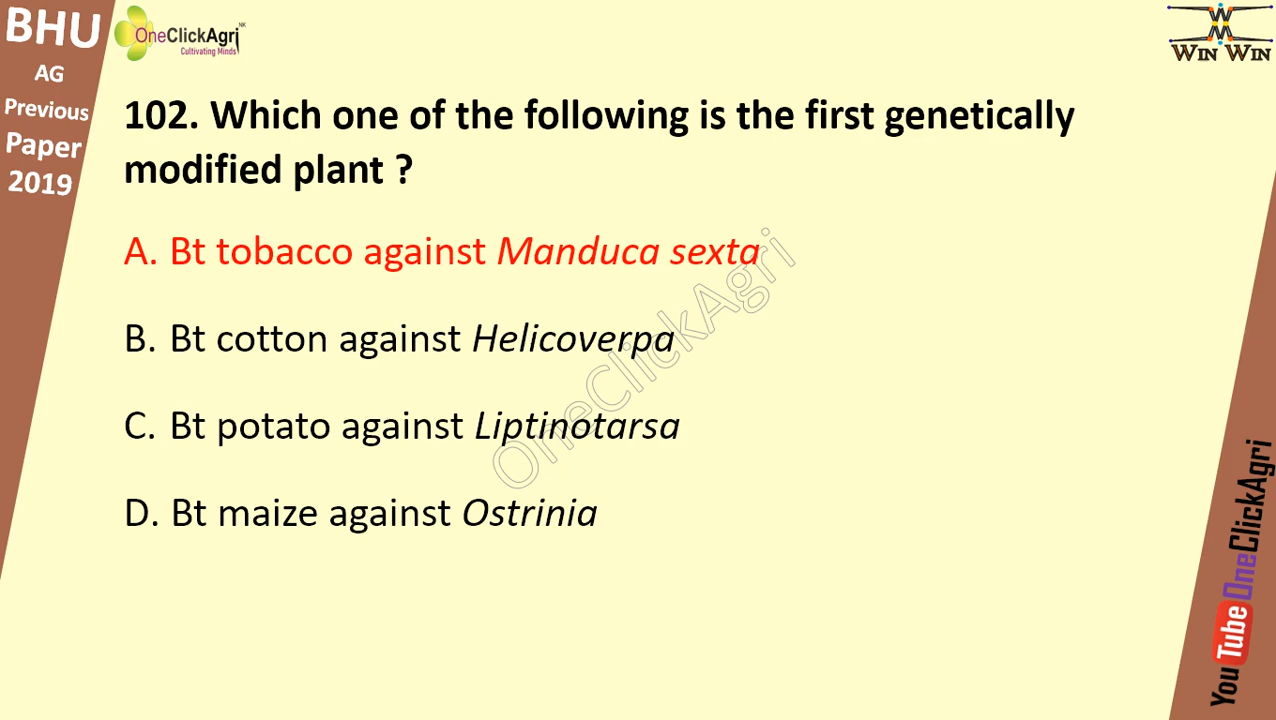 BHU
AG
Previous
Paper
2019
OneClickAgri NK
Cultivating Minds
WIN WIN
102. Which one of the following is the first genetically
modified plant ?
A. Bt tobacco against Manduca sexta
B. Bt cotton against Helicoverpa
C. Bt potato against Liptinotarsa
D. Bt maize against Ostrinia
OneClickAgri
YouTube OneClickAgri